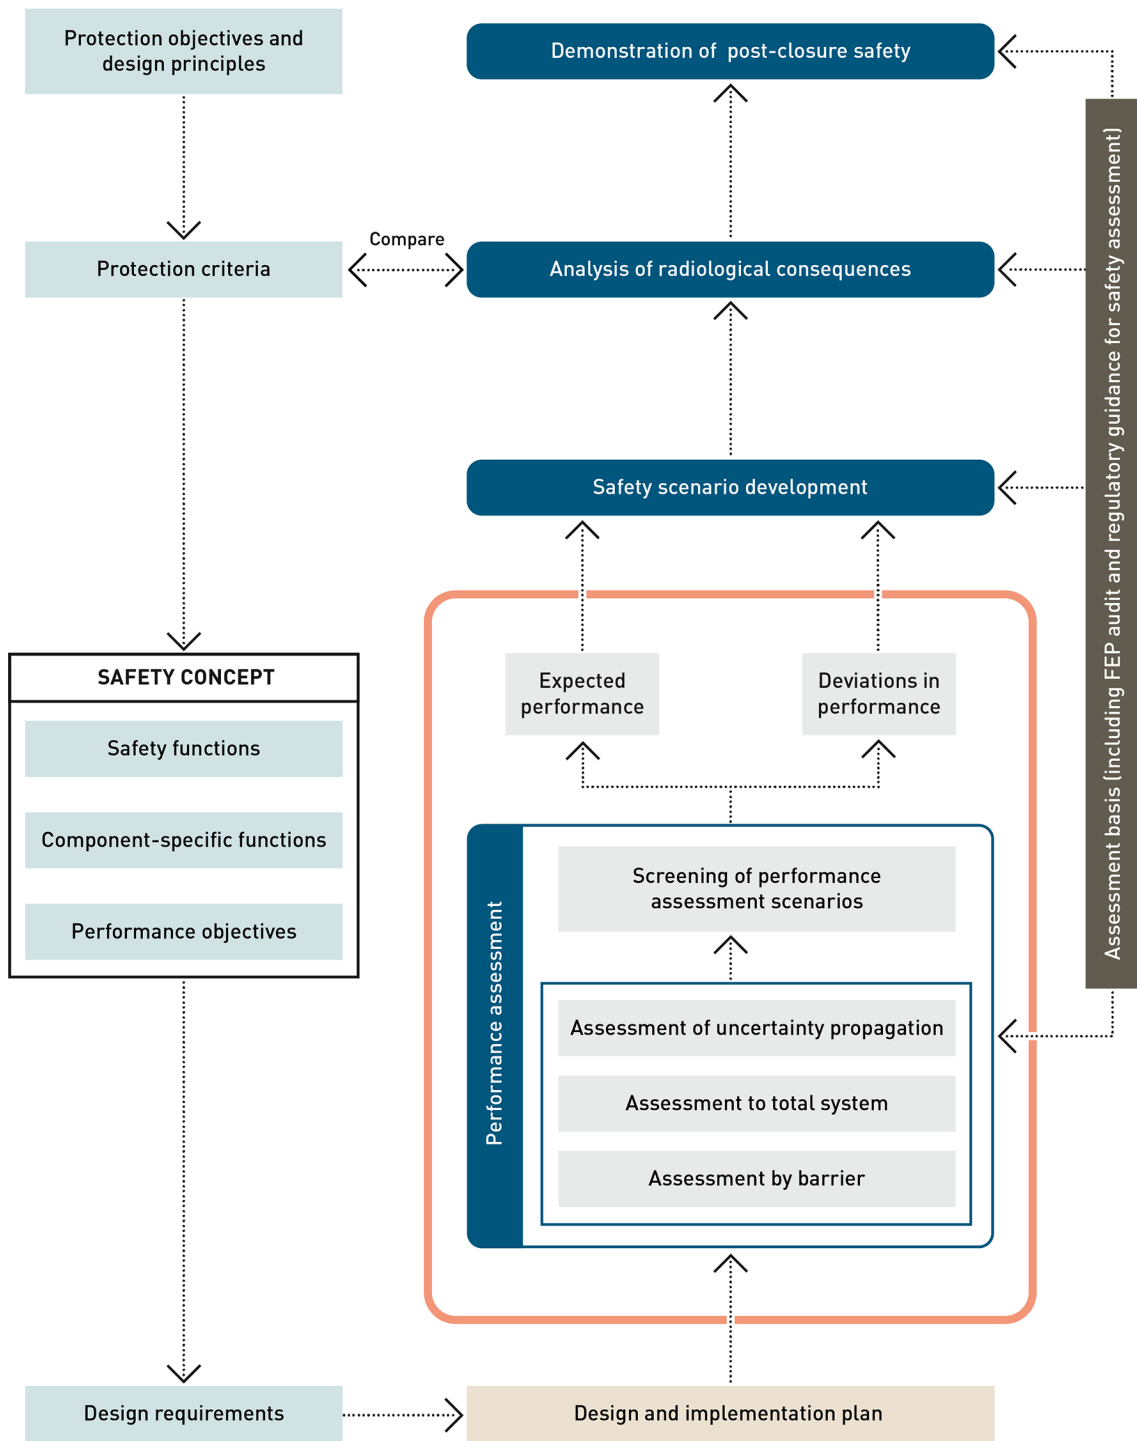 Protection objectives and
design principles
Demonstration of post-closure safety
Compare
Protection criteria
Analysis of radiological consequences
Safety scenario development
Assessment basis (including FEP audit and regulatory guidance for safety assessment)
SAFETY CONCEPT
Safety functions
Component-specific functions
Performance objectives
Expected
performance
Deviations in
performance
Performance assessment
Screening of performance
assessment scenarios
Assessment of uncertainty propagation
Assessment to total system
Assessment by barrier
Design requirements
Design and implementation plan